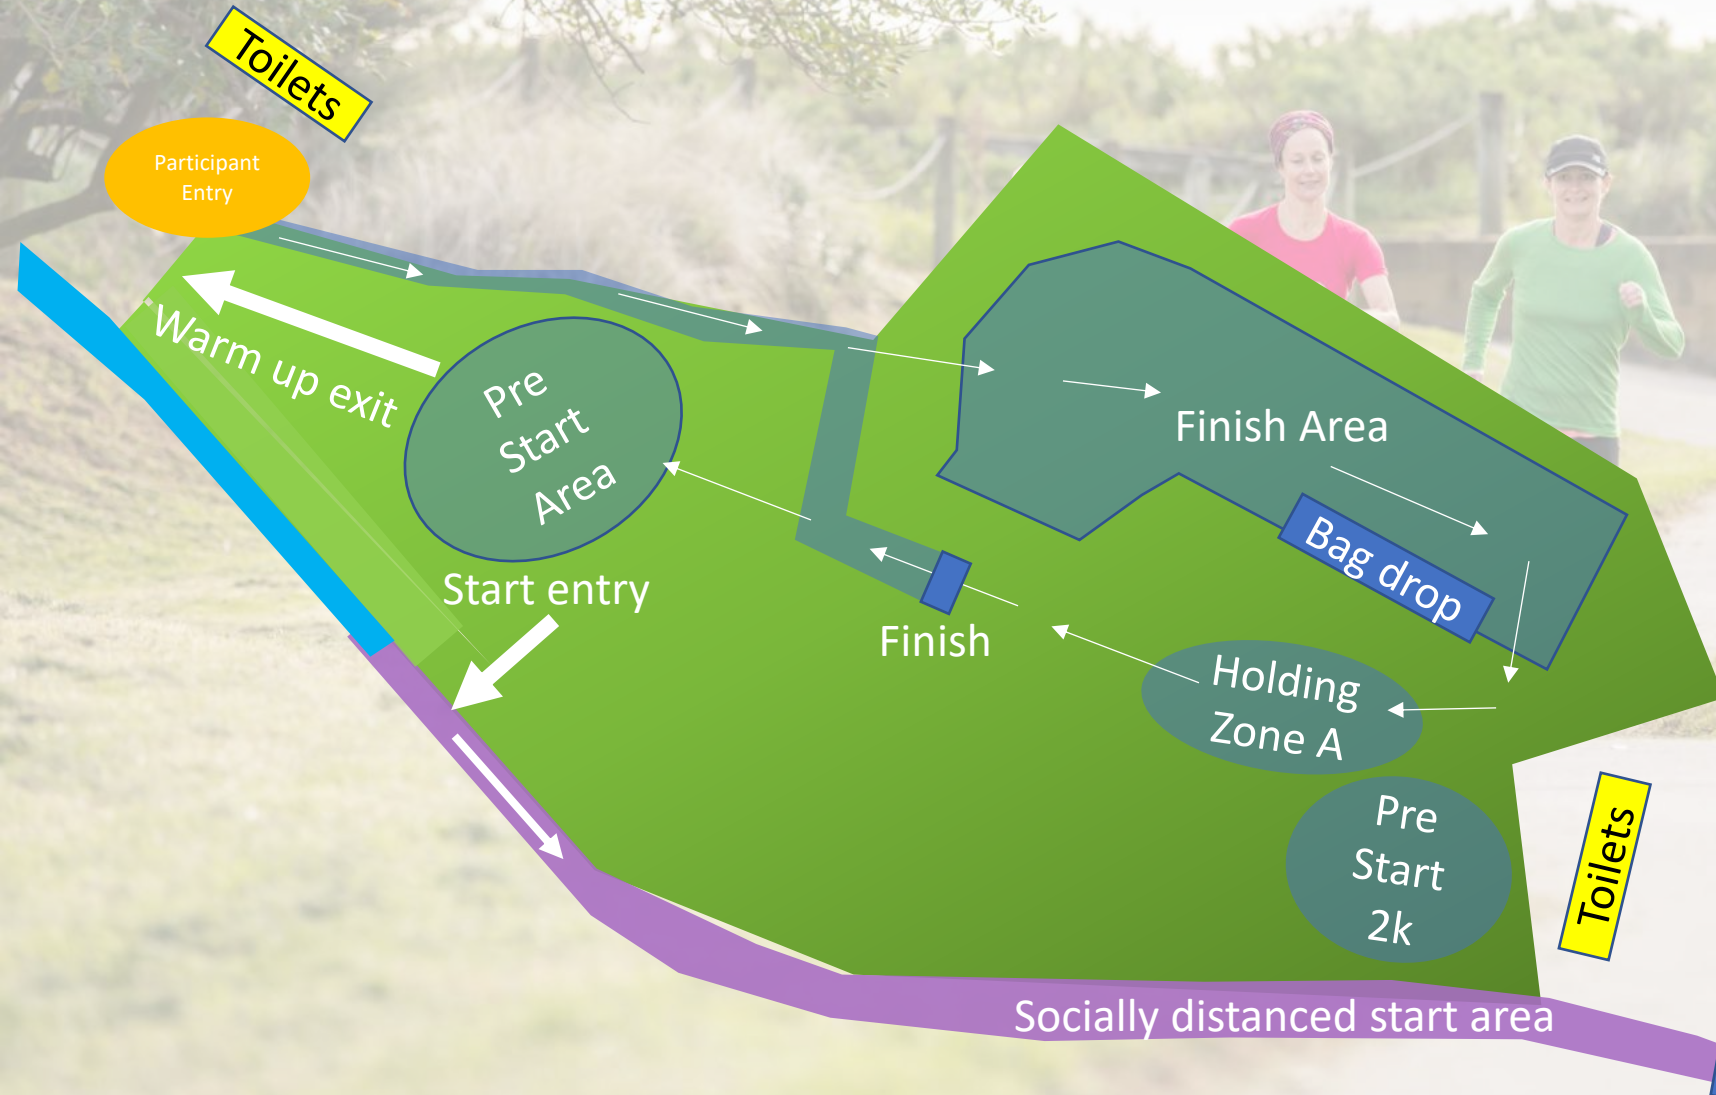 Toilets
Participant
Entry
Warm up exit
Pre
Start
Area
Finish Area
Bag drop
Start entry
Finish
Holding
Zone A
Pre
Start
2k
Toilets
Socially distanced start area